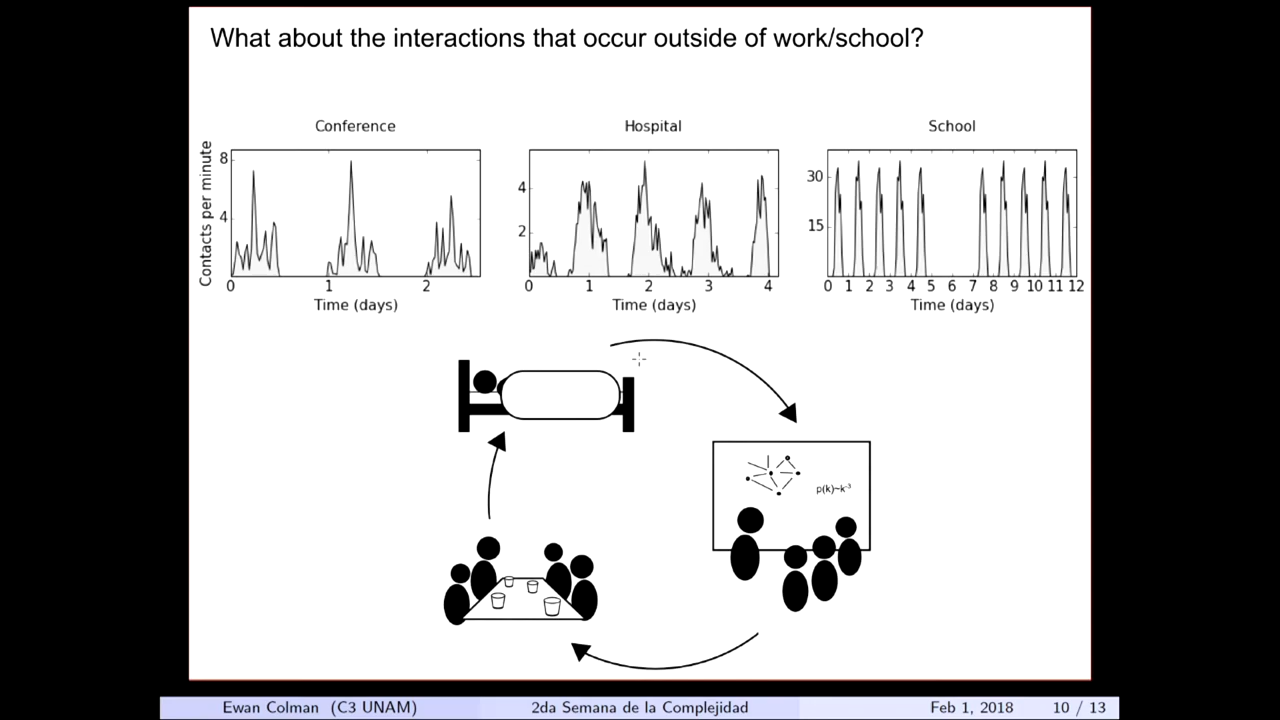 What about the interactions that occur outside of work/school?
Conference
Hospital
School
Contacts per minute
8
4
0 1 2
Time (days)
4
2
0 1 2 3 4
Time (days)
30
15
0 1 2 3 4 5 6 7 8 9 10 11 12
Time (days)
p(k)~k-3
Ewan Colman (C3 UNAM) 2da Semana de la Complejidad Feb 1, 2018 10 / 13